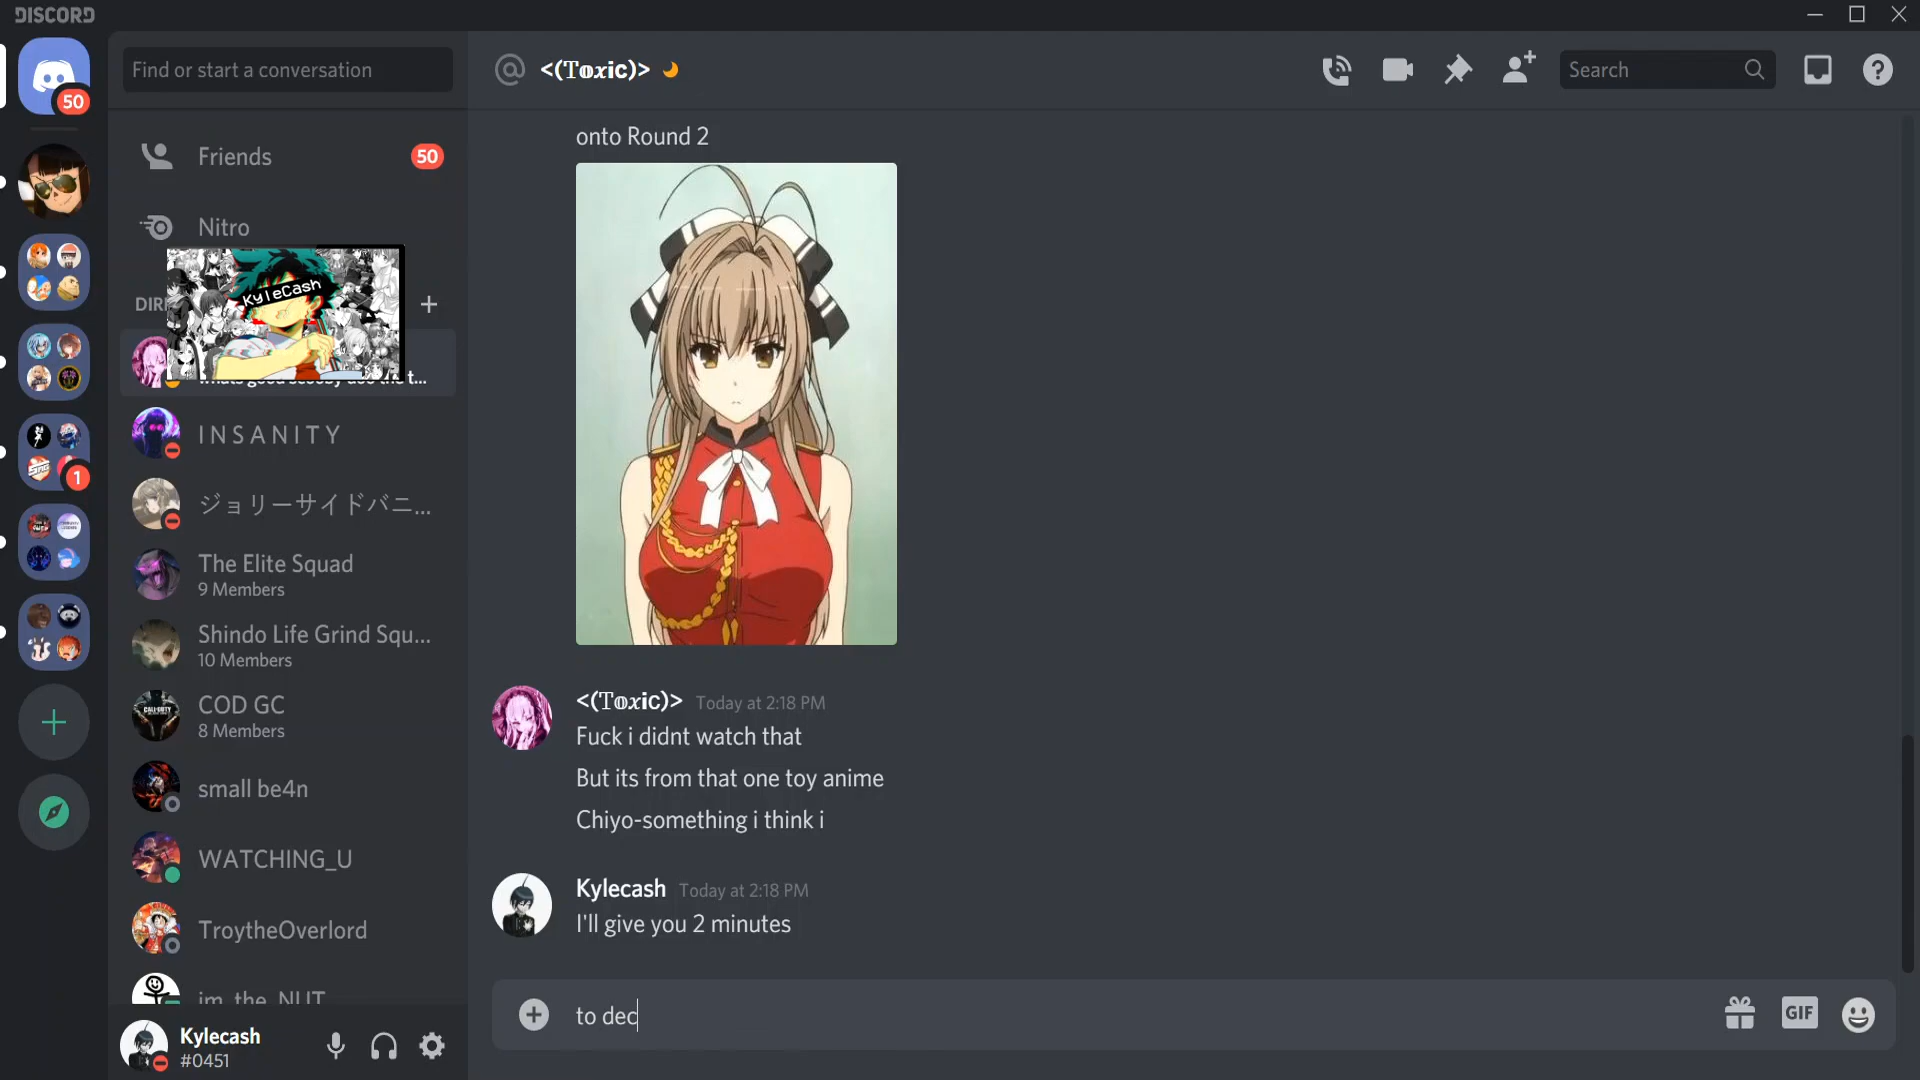 DISCORD
50
Find or start a conversation
Friends
50
Nitro
DIR
KyleCash
INSANITY
ジョリーサイドバニ...
The Elite Squad
9 Members
Shindo Life Grind Squ...
10 Members
COD GC
8 Members
small be4n
WATCHING_U
TroytheOverlord
im_the_NUT
1
Kylecash
#0451
<(𝕋𝕠𝔁𝕚𝕔)>
Search
onto Round 2
<(𝕋𝕠𝔁𝕚𝕔)> Today at 2:18 PM
Fuck i didnt watch that
But its from that one toy anime
Chiyo-something i think i
Kylecash Today at 2:18 PM
I'll give you 2 minutes
to dec
GIF